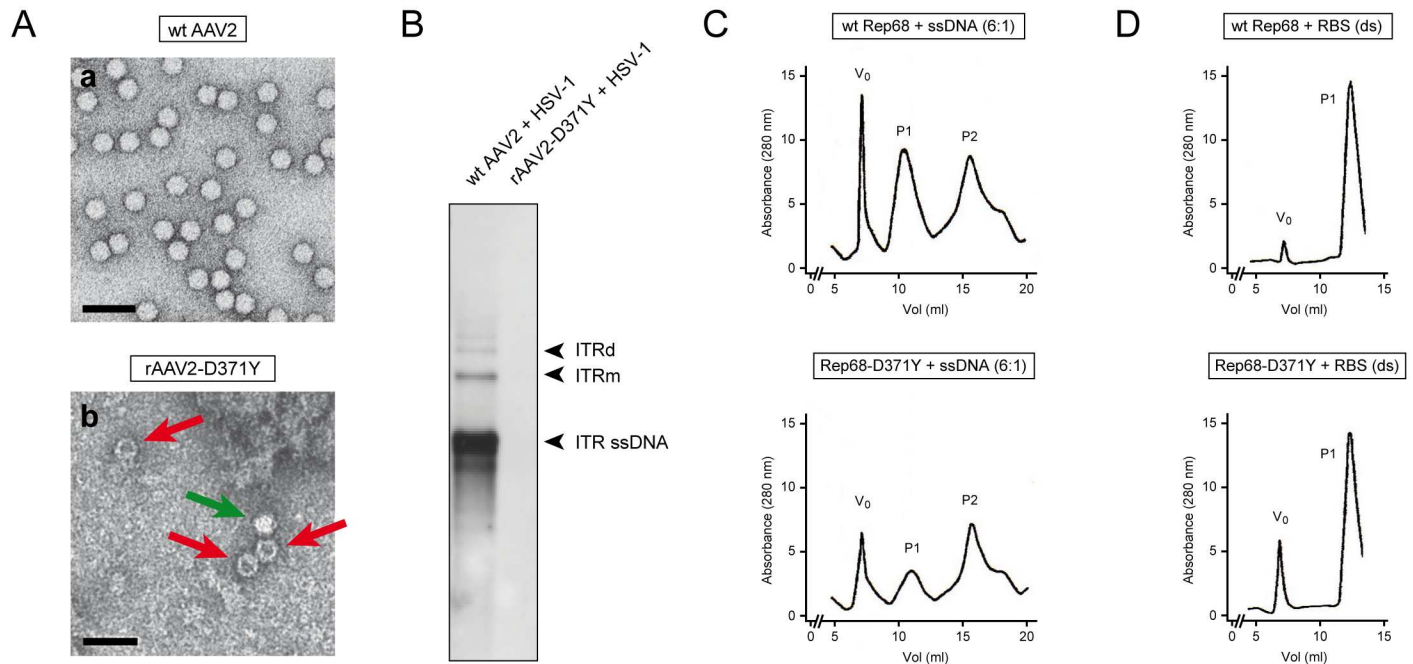 A
wt AAV2
a
rAAV2-D371Y
b
B
wt AAV2 + HSV-1
rAAV2-D371Y + HSV-1
ITRd
ITRm
ITR ssDNA
C
wt Rep68 + ssDNA (6:1)
15
10
5
0
Absorbance (280 nm)
V0
P1
P2
0 5 10 15 20
Vol (ml)
Rep68-D371Y + ssDNA (6:1)
15
10
5
0
Absorbance (280 nm)
V0
P1
P2
0 5 10 15 20
Vol (ml)
D
wt Rep68 + RBS (ds)
15
10
5
0
Absorbance (280 nm)
V0
P1
0 5 10 15
Vol (ml)
Rep68-D371Y + RBS (ds)
15
10
5
0
Absorbance (280 nm)
V0
P1
0 5 10 15
Vol (ml)